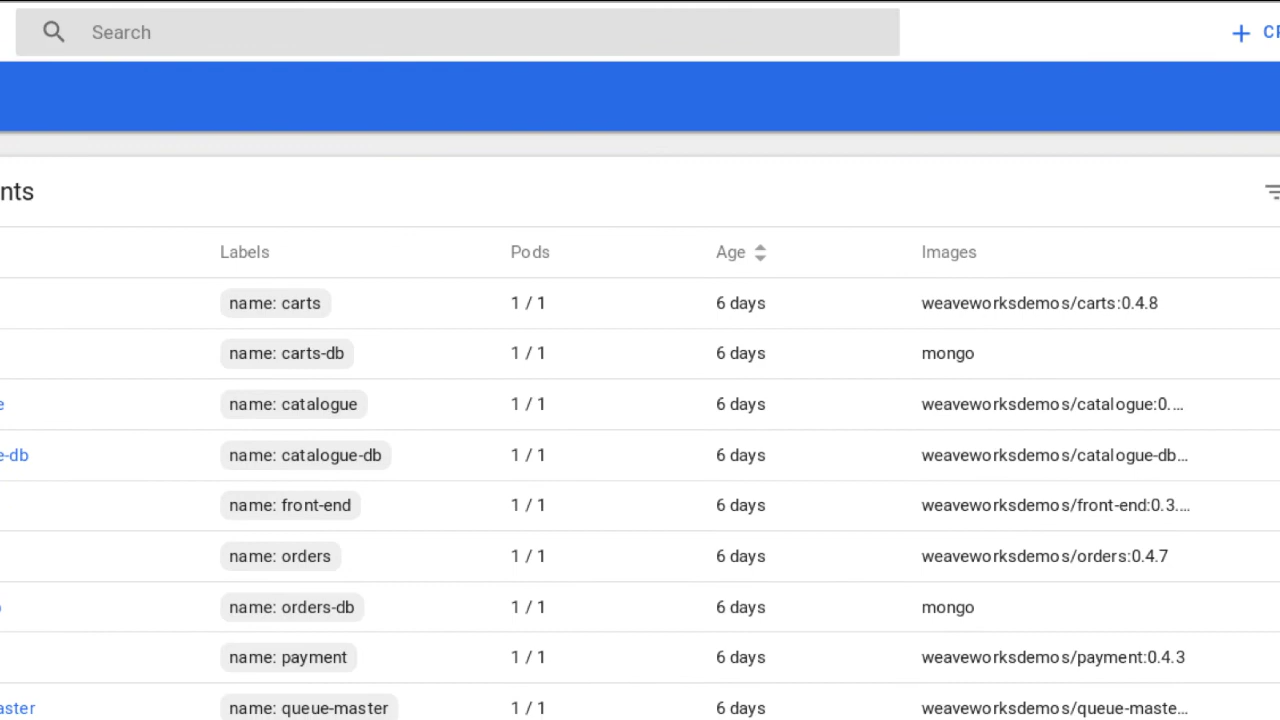 Search
nts
Labels Pods Age Images
name: carts 1 / 1 6 days weaveworksdemos/carts:0.4.8
name: carts-db 1 / 1 6 days mongo
name: catalogue 1 / 1 6 days weaveworksdemos/catalogue:0....
e-db name: catalogue-db 1 / 1 6 days weaveworksdemos/catalogue-db...
name: front-end 1 / 1 6 days weaveworksdemos/front-end:0.3....
name: orders 1 / 1 6 days weaveworksdemos/orders:0.4.7
name: orders-db 1 / 1 6 days mongo
name: payment 1 / 1 6 days weaveworksdemos/payment:0.4.3
aster name: queue-master 1 / 1 6 days weaveworksdemos/queue-maste...